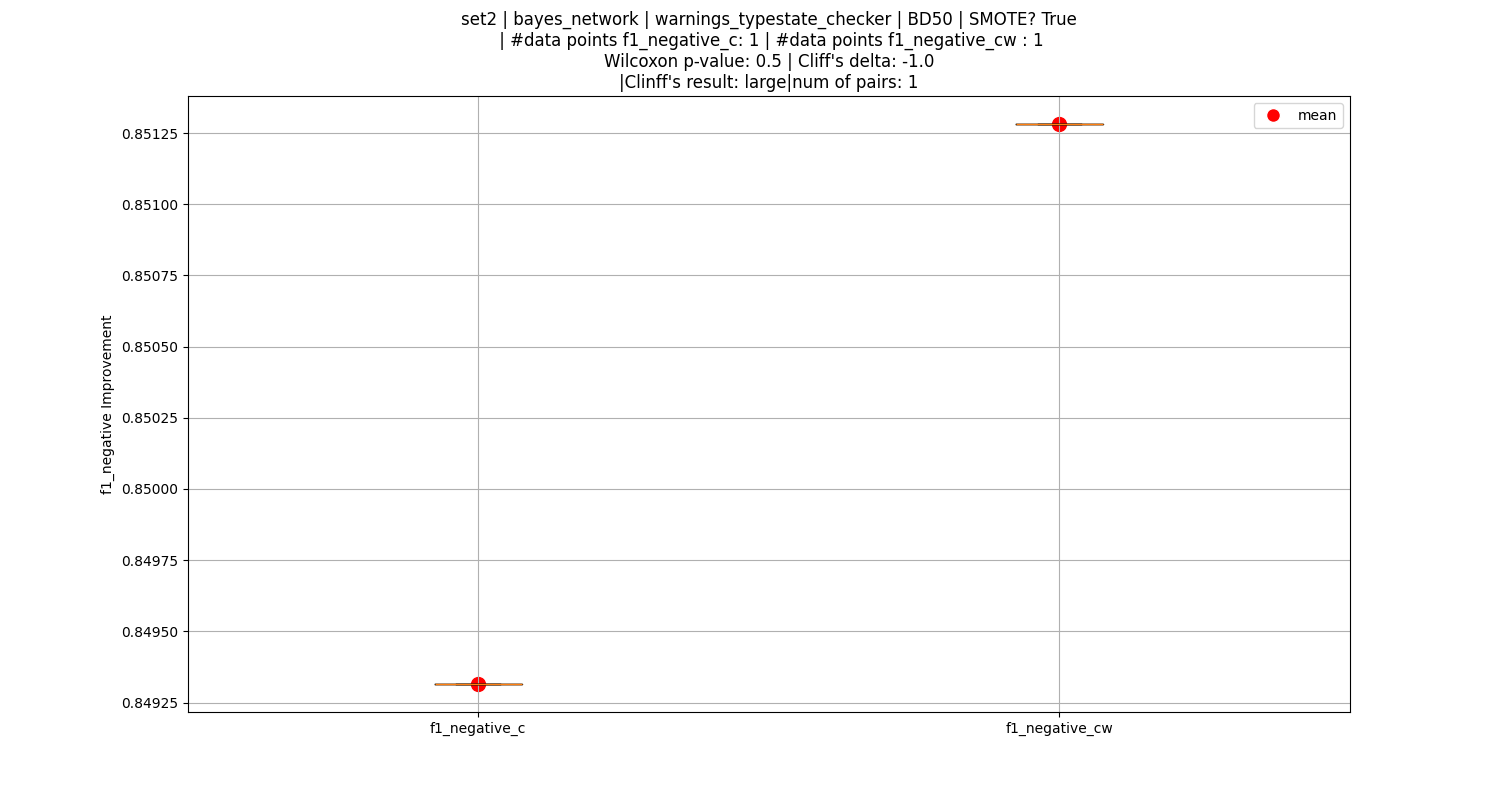 set2 | bayes_network | warnings_typestate_checker | BD50 | SMOTE? True
| #data points f1_negative_c: 1 | #data points f1_negative_cw : 1
Wilcoxon p-value: 0.5 | Cliff's delta: -1.0
|Clinff's result: large|num of pairs: 1
mean
0.85125
0.85100
0.85075
0.85050
0.85025
0.85000
0.84975
0.84950
0.84925
f1_negative Improvement
f1_negative_c
f1_negative_cw